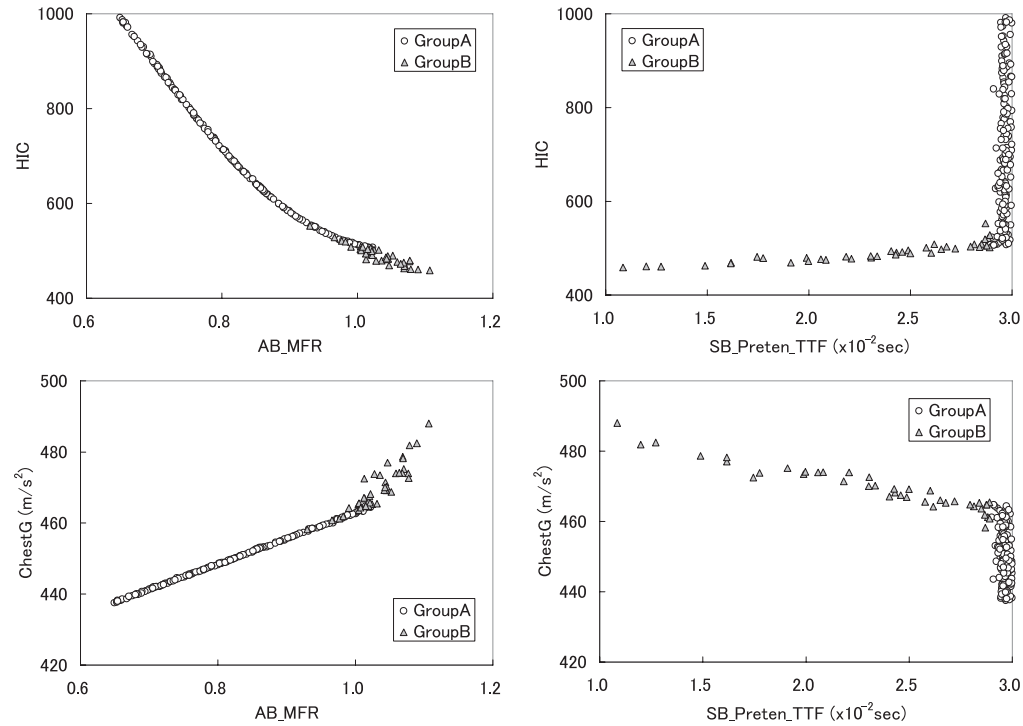 1000
800
600
400
HIC
0.6 0.8 1.0 1.2
AB_MFR
GroupA
GroupB
1000
800
600
400
HIC
1.0 1.5 2.0 2.5 3.0
SB_Preten_TTF (x10⁻²sec)
GroupA
GroupB
500
480
460
440
420
ChestG (m/s²)
0.6 0.8 1.0 1.2
AB_MFR
GroupA
GroupB
500
480
460
440
420
ChestG (m/s²)
1.0 1.5 2.0 2.5 3.0
SB_Preten_TTF (x10⁻²sec)
GroupA
GroupB